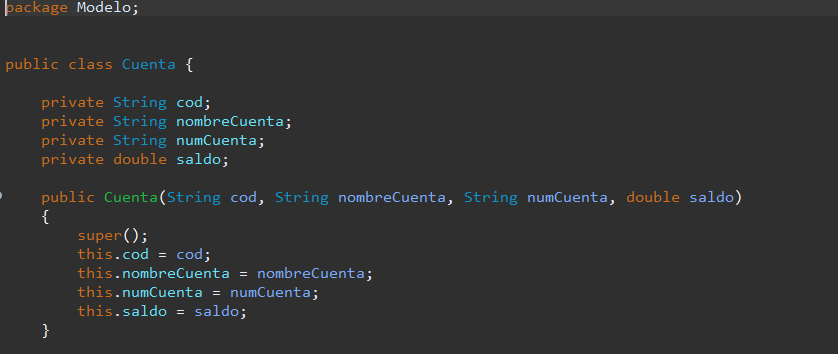 package Modelo;
public class Cuenta {
private String cod;
private String nombreCuenta;
private String numCuenta;
private double saldo;
public Cuenta(String cod, String nombreCuenta, String numCuenta, double saldo)
{
super();
this.cod = cod;
this.nombreCuenta = nombreCuenta;
this.numCuenta = numCuenta;
this.saldo = saldo;
}